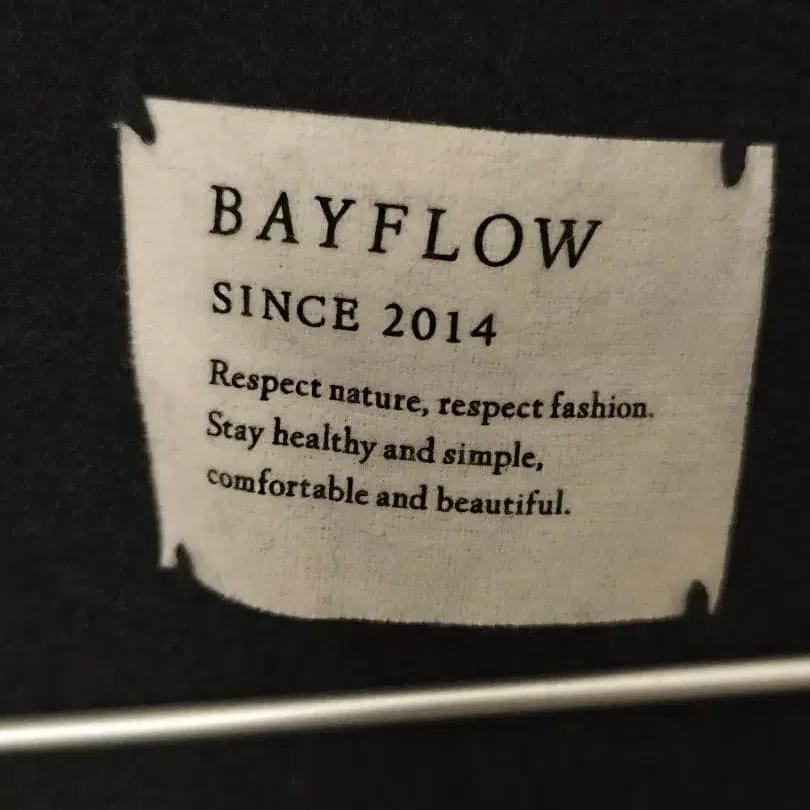 BAYFLOW
SINCE 2014
Respect nature, respect fashion.
Stay healthy and simple,
comfortable and beautiful.